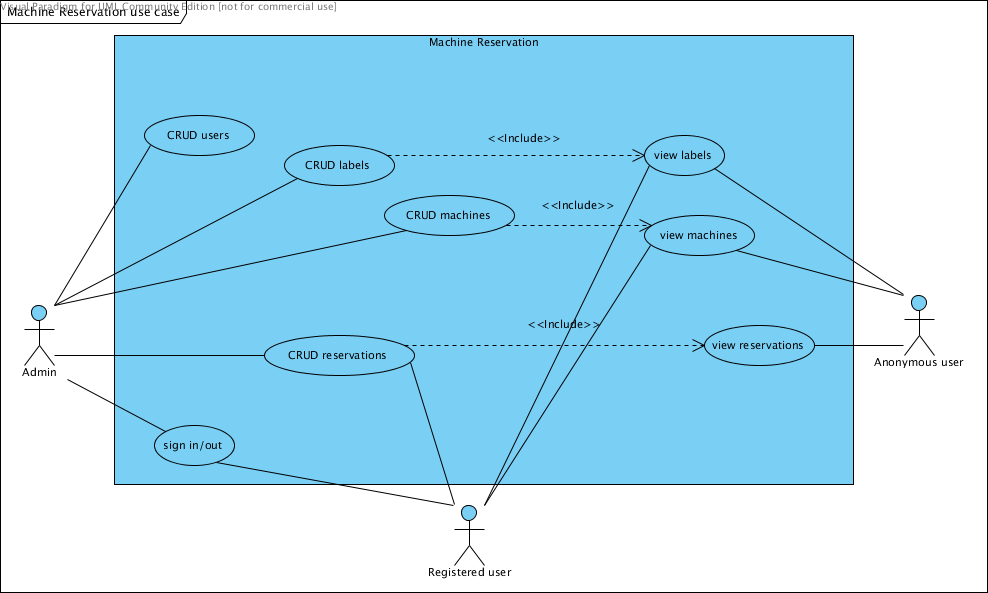 Visual Paradigm for UML Community Edition [not for commercial use]
Machine Reservation use case
Machine Reservation
CRUD users
<<Include>>
CRUD labels
view labels
<<Include>>
CRUD machines
view machines
<<Include>>
CRUD reservations
view reservations
Admin
Anonymous user
sign in/out
Registered user